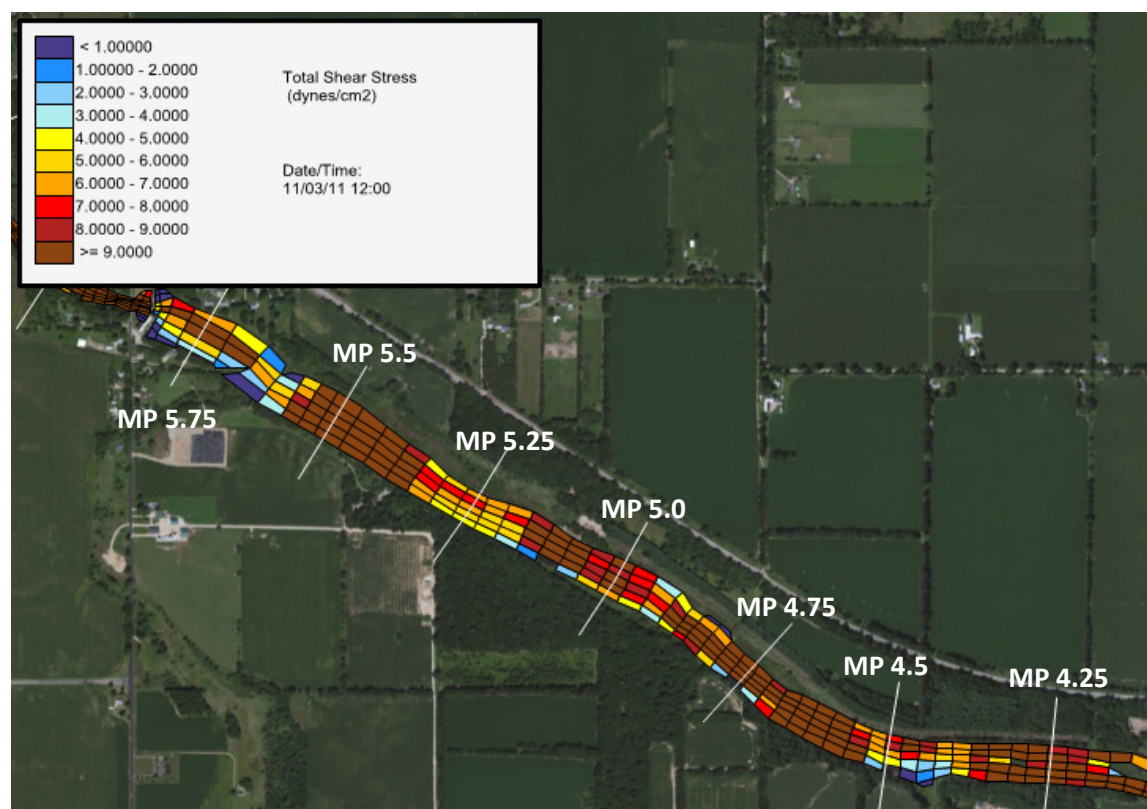 < 1.00000
1.00000 - 2.0000
2.0000 - 3.0000
3.0000 - 4.0000
4.0000 - 5.0000
5.0000 - 6.0000
6.0000 - 7.0000
7.0000 - 8.0000
8.0000 - 9.0000
>= 9.0000
Total Shear Stress
(dynes/cm2)
Date/Time:
11/03/11 12:00
MP 5.75
MP 5.5
MP 5.25
MP 5.0
MP 4.75
MP 4.5
MP 4.25